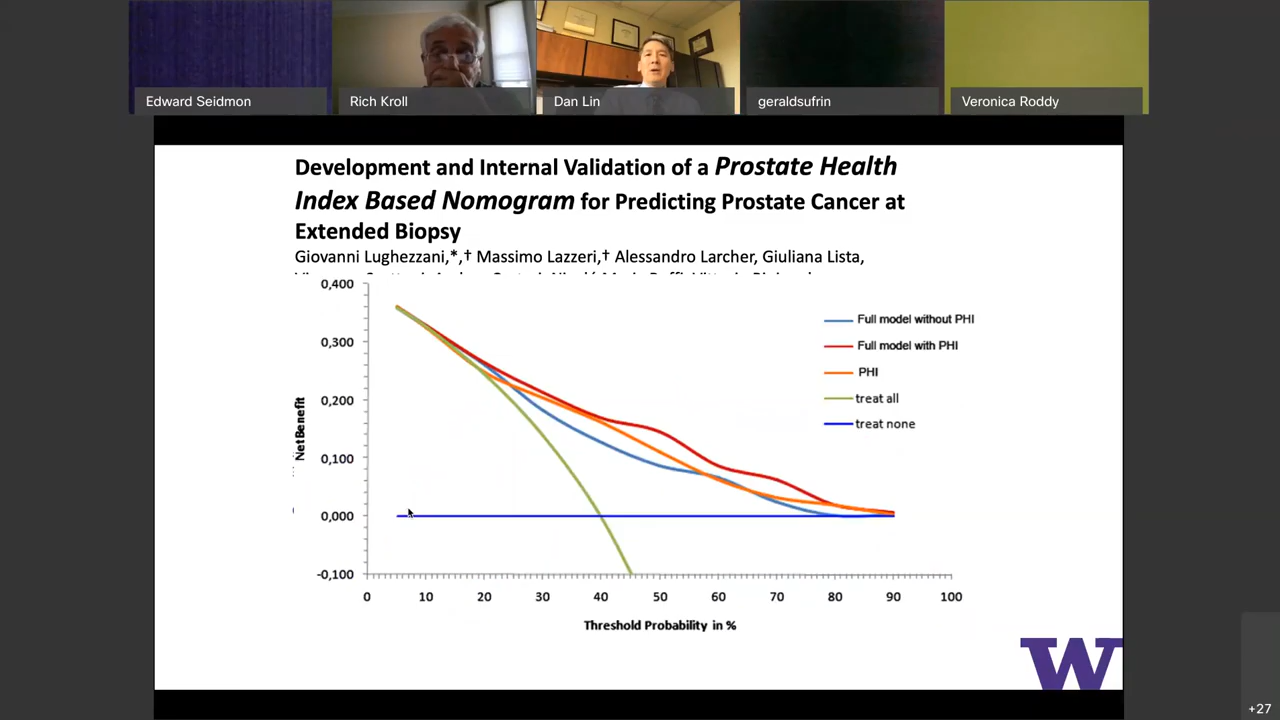 Edward Seidmon
Rich Kroll
Dan Lin
geraldsufrin
Veronica Roddy
Development and Internal Validation of a Prostate Health
Index Based Nomogram for Predicting Prostate Cancer at
Extended Biopsy
Giovanni Lughezzani,*,† Massimo Lazzeri,† Alessandro Larcher, Giuliana Lista,
0,400
0,300
0,200
0,100
0,000
-0,100
NetBenefit
Full model without PHI
Full model with PHI
PHI
treat all
treat none
0 10 20 30 40 50 60 70 80 90 100
Threshold Probability in %
W
+27